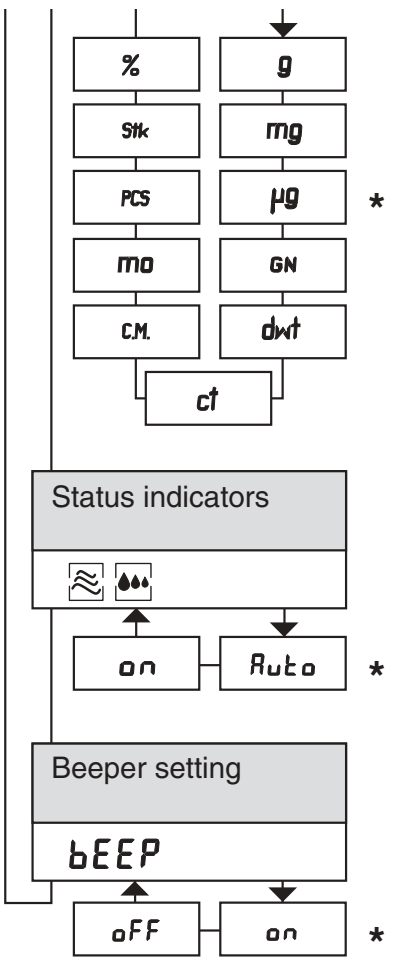 % g
Stk mg
PCS µg *
mo GN
C.M. dwt
ct
Status indicators
on Auto *
Beeper setting
bEEP
oFF on *